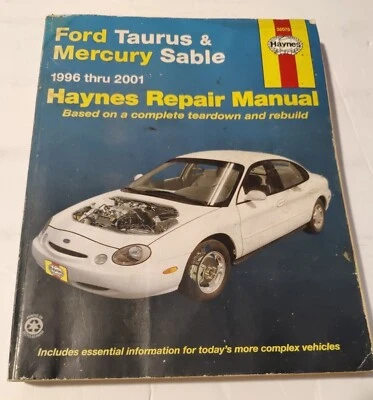 Ford Taurus &
Mercury Sable
1996 thru 2001
Haynes Repair Manual
Based on a complete teardown and rebuild
Haynes
Includes essential information for today's more complex vehicles